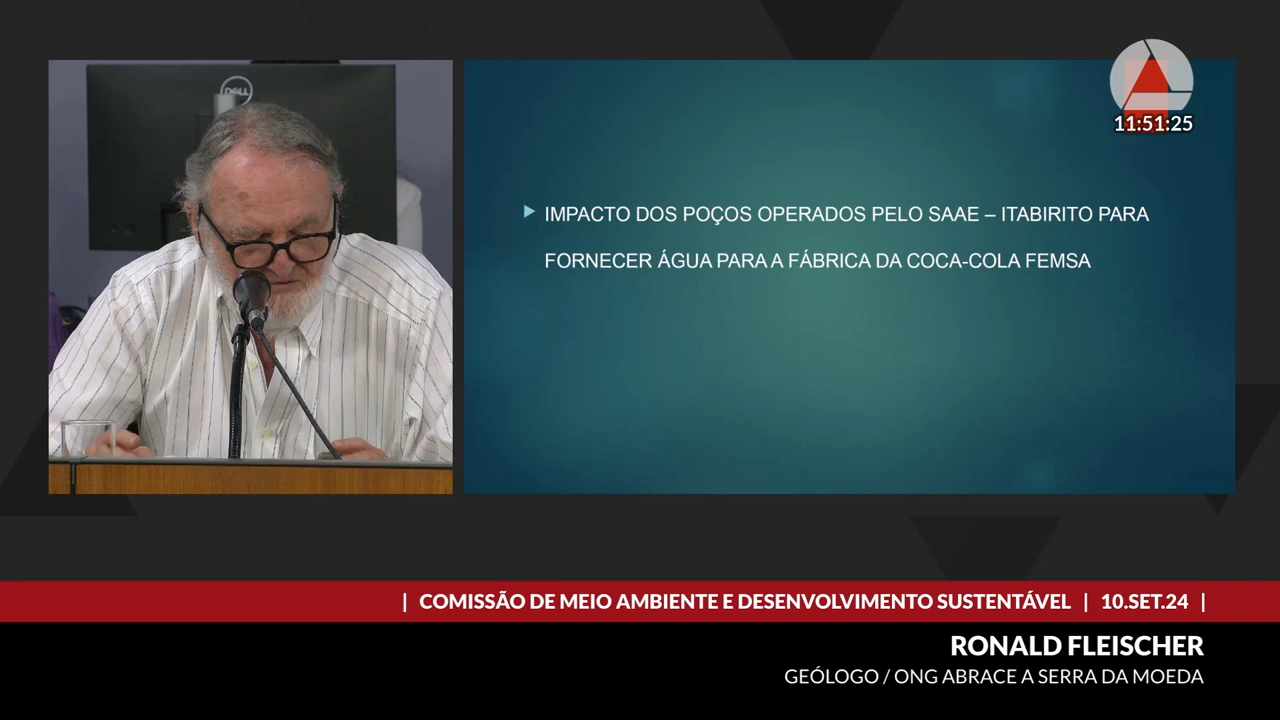 DELL
11:51:25
IMPACTO DOS POÇOS OPERADOS PELO SAAE – ITABIRITO PARA
FORNECER ÁGUA PARA A FÁBRICA DA COCA-COLA FEMSA
| COMISSÃO DE MEIO AMBIENTE E DESENVOLVIMENTO SUSTENTÁVEL | 10.SET.24 |
RONALD FLEISCHER
GEÓLOGO / ONG ABRACE A SERRA DA MOEDA